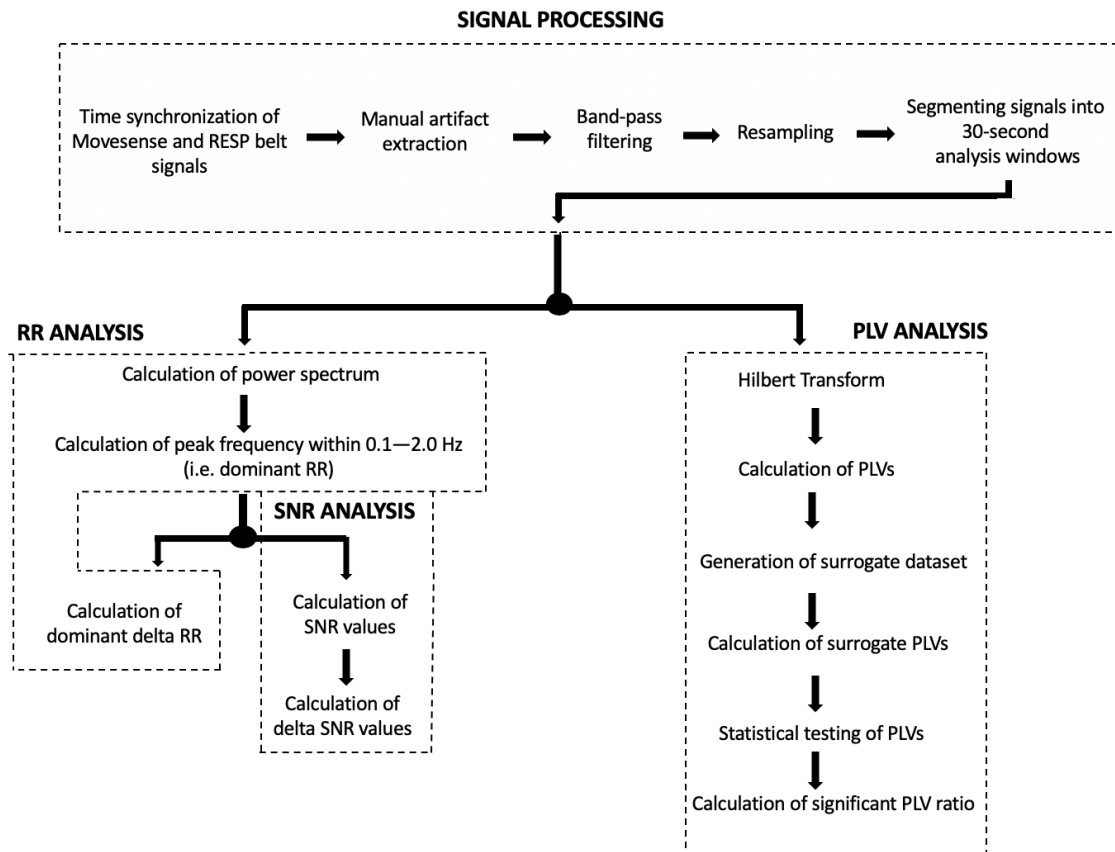 SIGNAL PROCESSING
Time synchronization of
Movesense and RESP belt
signals
Manual artifact
extraction
Band-pass
filtering
Resampling
Segmenting signals into
30-second
analysis windows
RR ANALYSIS
Calculation of power spectrum
Calculation of peak frequency within 0.1—2.0 Hz
(i.e. dominant RR)
Calculation of
dominant delta RR
SNR ANALYSIS
Calculation of
SNR values
Calculation of
delta SNR values
PLV ANALYSIS
Hilbert Transform
Calculation of PLVs
Generation of surrogate dataset
Calculation of surrogate PLVs
Statistical testing of PLVs
Calculation of significant PLV ratio